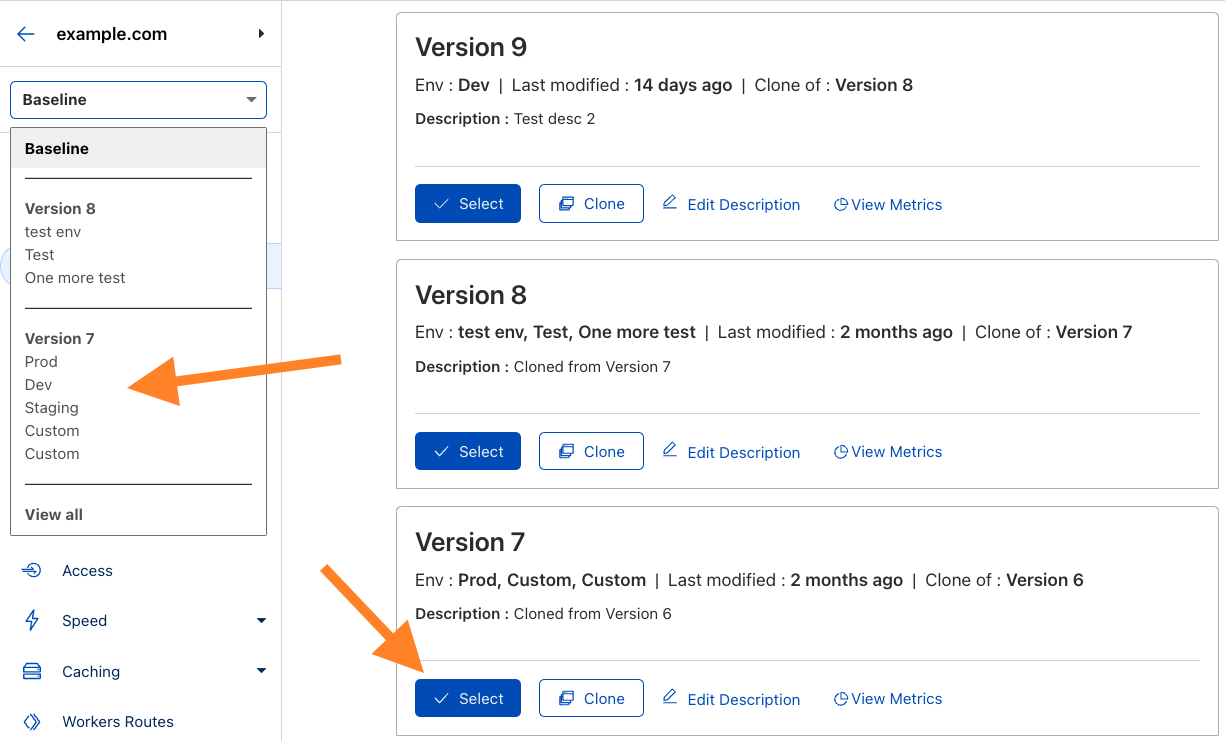 example.com
Baseline
Baseline
Version 8
test env
Test
One more test
Version 7
Prod
Dev
Staging
Custom
Custom
View all
Access
Speed
Caching
Workers Routes
Version 9
Env : Dev | Last modified : 14 days ago | Clone of : Version 8
Description : Test desc 2
Select Clone Edit Description View Metrics
Version 8
Env : test env, Test, One more test | Last modified : 2 months ago | Clone of : Version 7
Description : Cloned from Version 7
Select Clone Edit Description View Metrics
Version 7
Env : Prod, Custom, Custom | Last modified : 2 months ago | Clone of : Version 6
Description : Cloned from Version 6
Select Clone Edit Description View Metrics